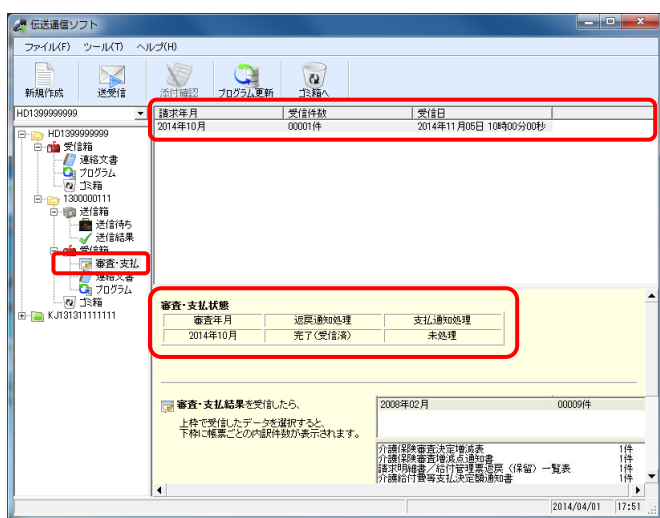 伝送通信ソフト
ファイル(F) ツール(T) ヘルプ(H)
新規作成 送受信 添付確認 プログラム更新 ゴミ箱へ
HD1399999999
請求年月 受信件数 受信日
2014年10月 00001件 2014年11月05日 10時00分00秒
HD1399999999
受信箱
連絡文書
プログラム
ゴミ箱
1300000111
送信箱
送信待ち
送信結果
受信箱
審査・支払
連絡文書
プログラム
ゴミ箱
KJ131311111111
審査・支払状態
審査年月 返戻通知処理 支払通知処理
2014年10月 完了(受信済) 未処理
審査・支払結果を受信したら、
上枠で受信したデータを選択すると、
下枠に帳票ごとの内訳件数が表示されます。
2008年02月 00009件
介護保険審査決定増減表 1件
介護保険審査増減点通知書 1件
請求明細書/給付管理票返戻(保留)一覧表 1件
介護給付費等支払決定額通知書 1件
2014/04/01 17:51